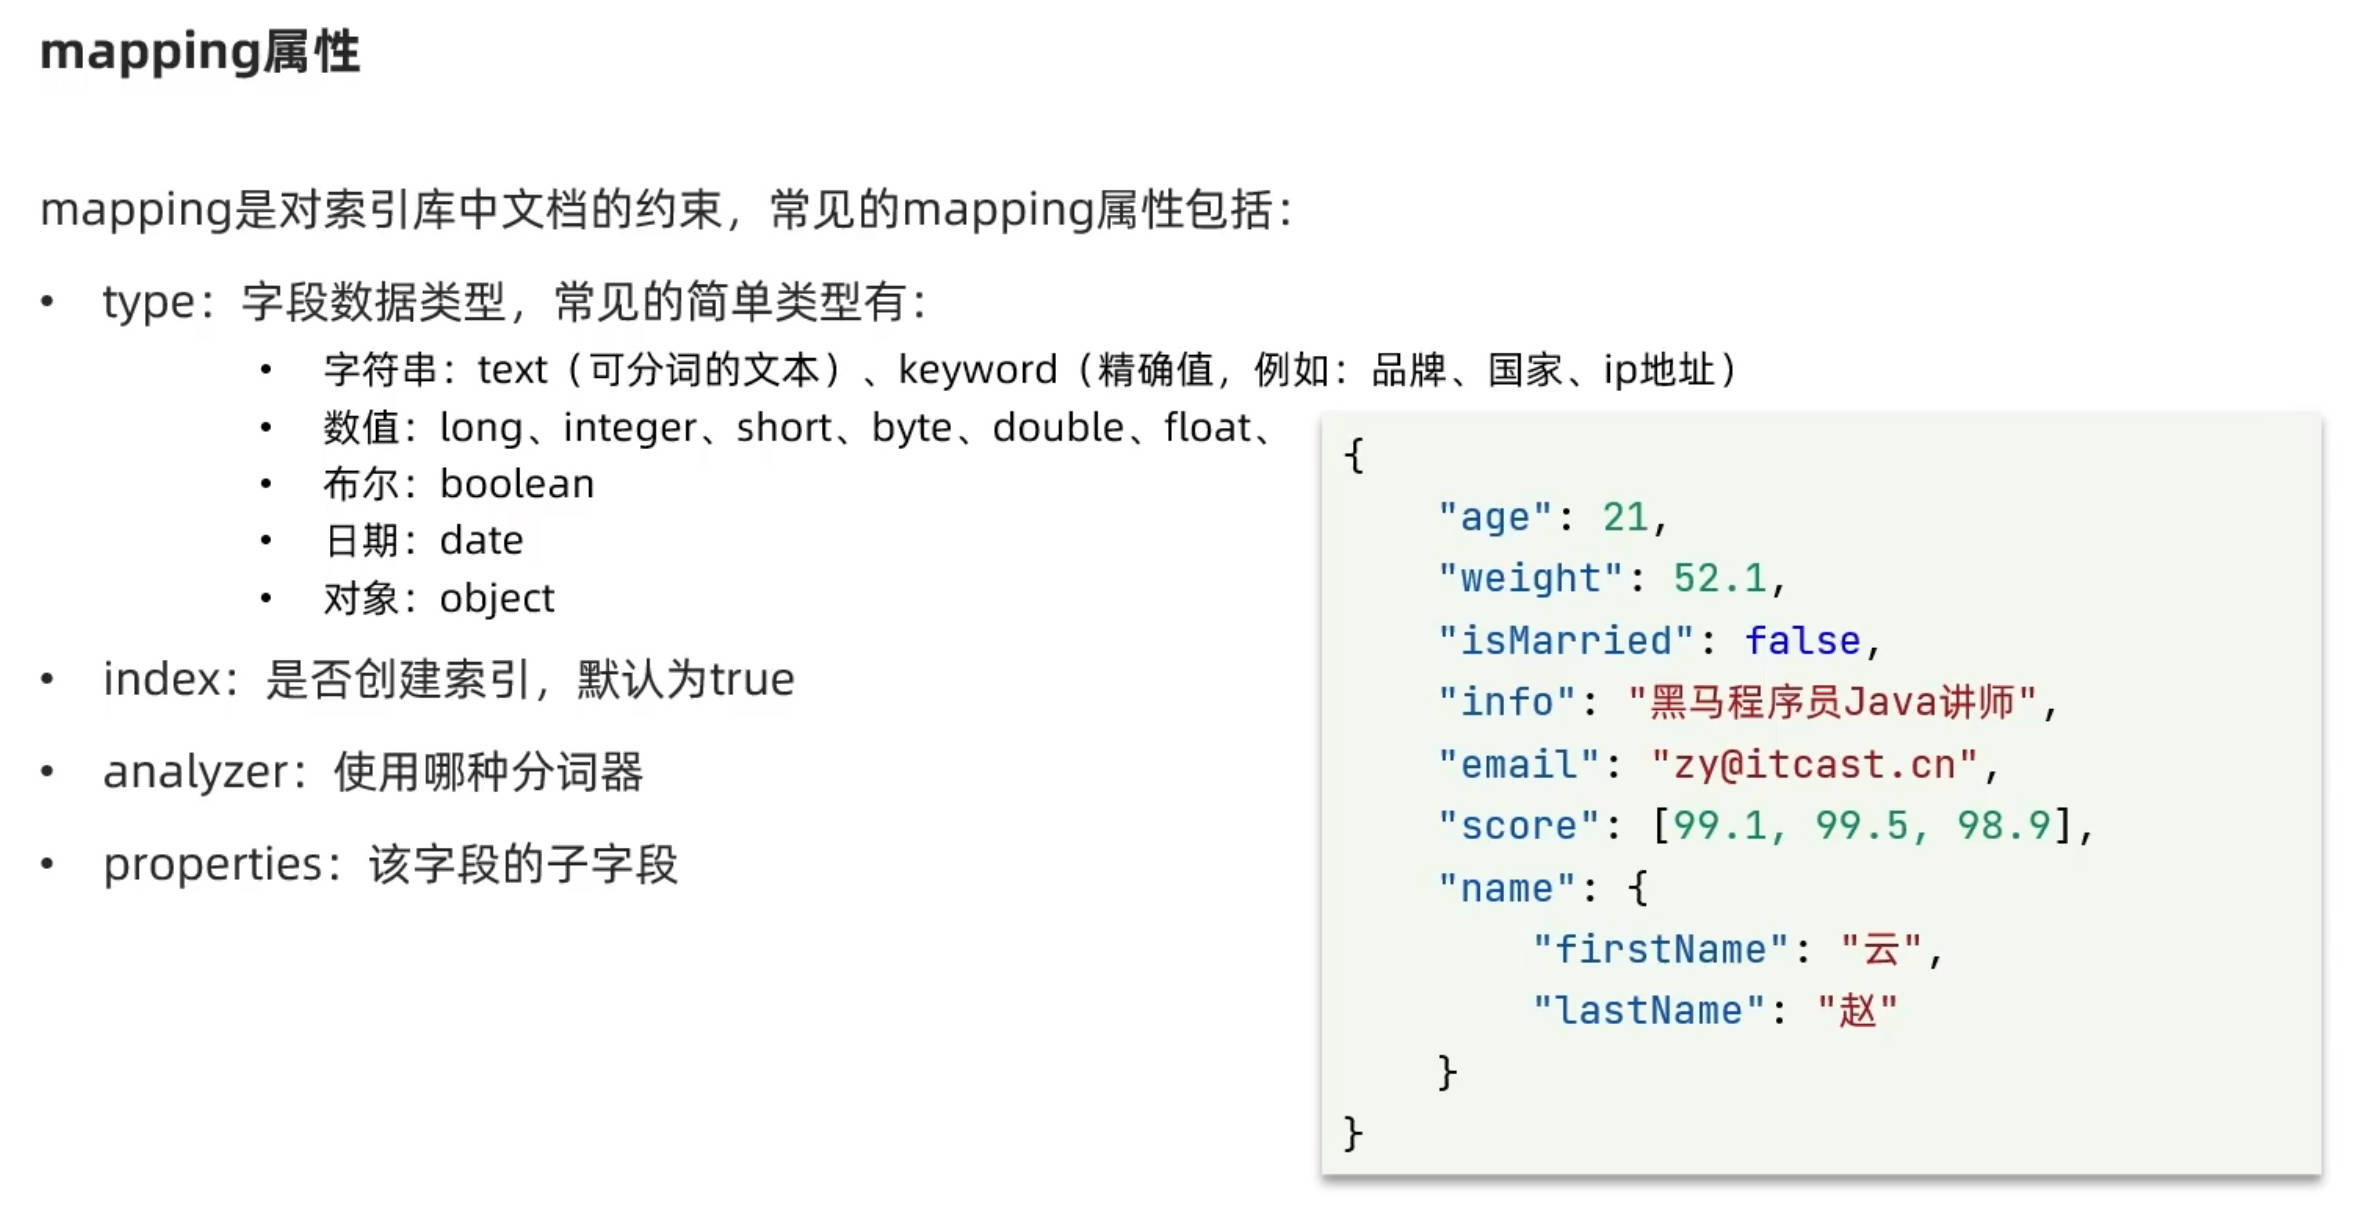 mapping属性
mapping是对索引库中文档的约束，常见的mapping属性包括：
• type：字段数据类型，常见的简单类型有：
• 字符串：text（可分词的文本）、keyword（精确值，例如：品牌、国家、ip地址）
• 数值：long、integer、short、byte、double、float、
• 布尔：boolean
• 日期：date
• 对象：object
• index：是否创建索引，默认为true
• analyzer：使用哪种分词器
• properties：该字段的子字段
{
    "age": 21,
    "weight": 52.1,
    "isMarried": false,
    "info": "黑马程序员Java讲师",
    "email": "zy@itcast.cn",
    "score": [99.1, 99.5, 98.9],
    "name": {
        "firstName": "云",
        "lastName": "赵"
    }
}